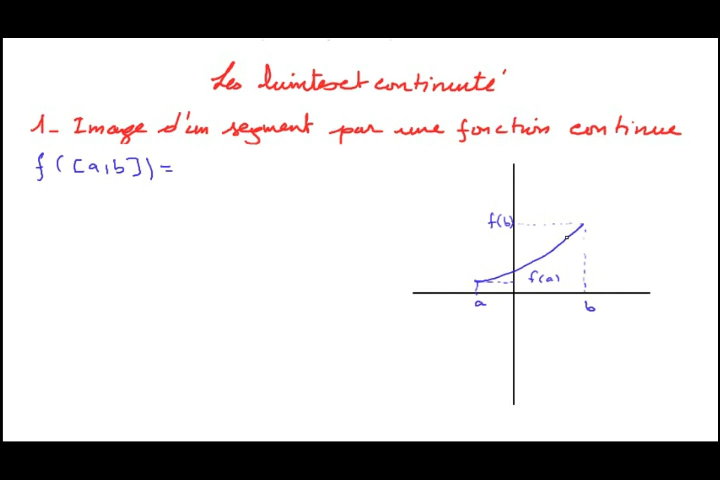 Les limites et continuité
1- Image d'un segment par une fonction continue
f([a,b])=
f(b)
f(a)
a
b